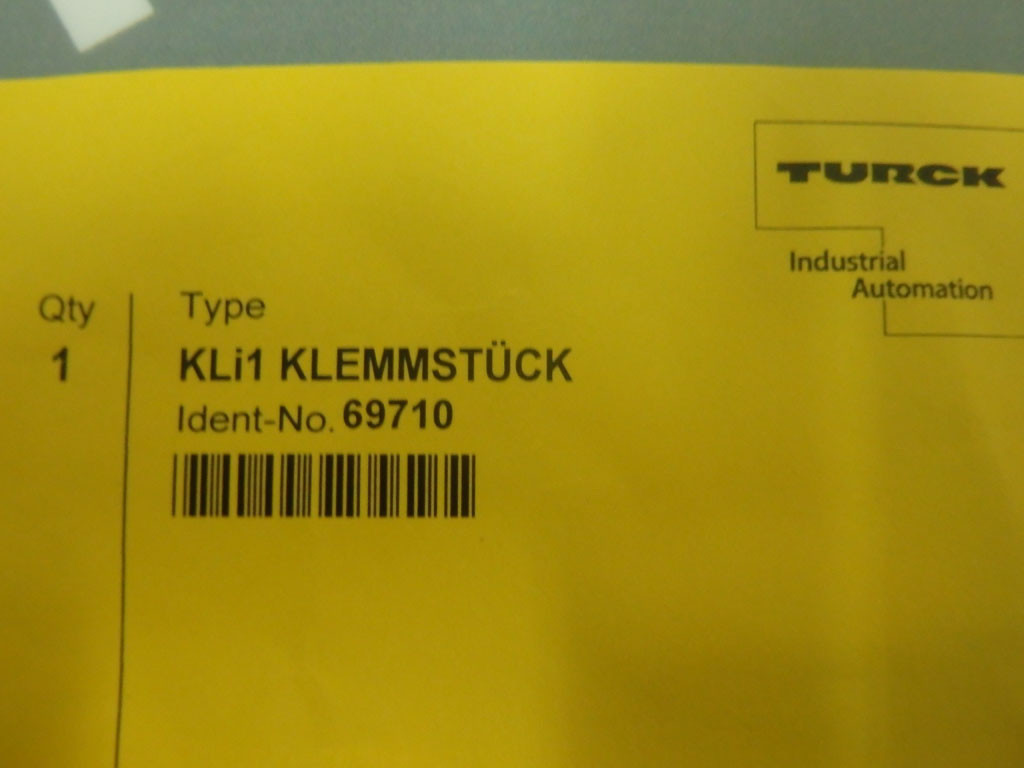 TURCK
Industrial
Automation
Qty Type
1 KLi1 KLEMMSTÜCK
Ident-No. 69710